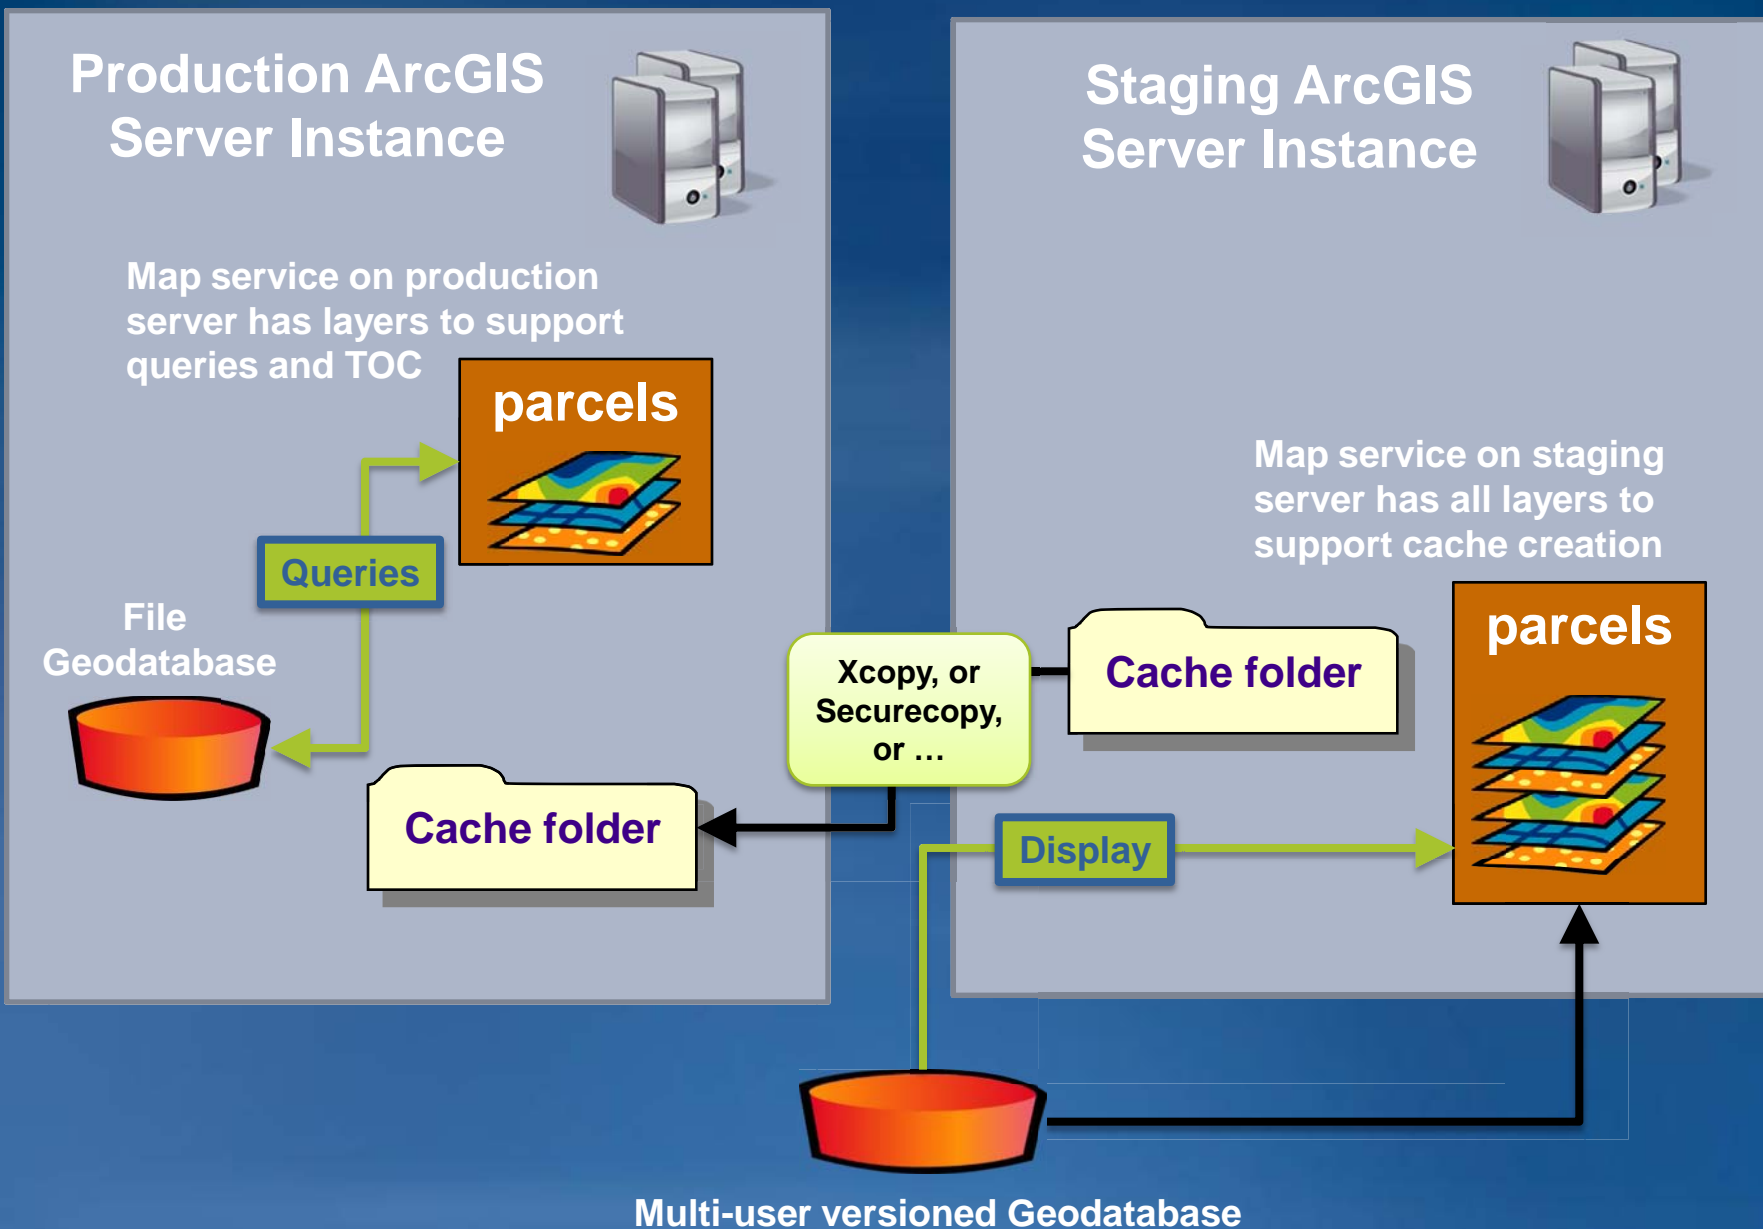 Production ArcGIS
Server Instance
Staging ArcGIS
Server Instance
Map service on production
server has layers to support
queries and TOC
parcels
Queries
File
Geodatabase
Cache folder
Xcopy, or
Securecopy,
or …
Map service on staging
server has all layers to
support cache creation
Cache folder
parcels
Display
Multi-user versioned Geodatabase